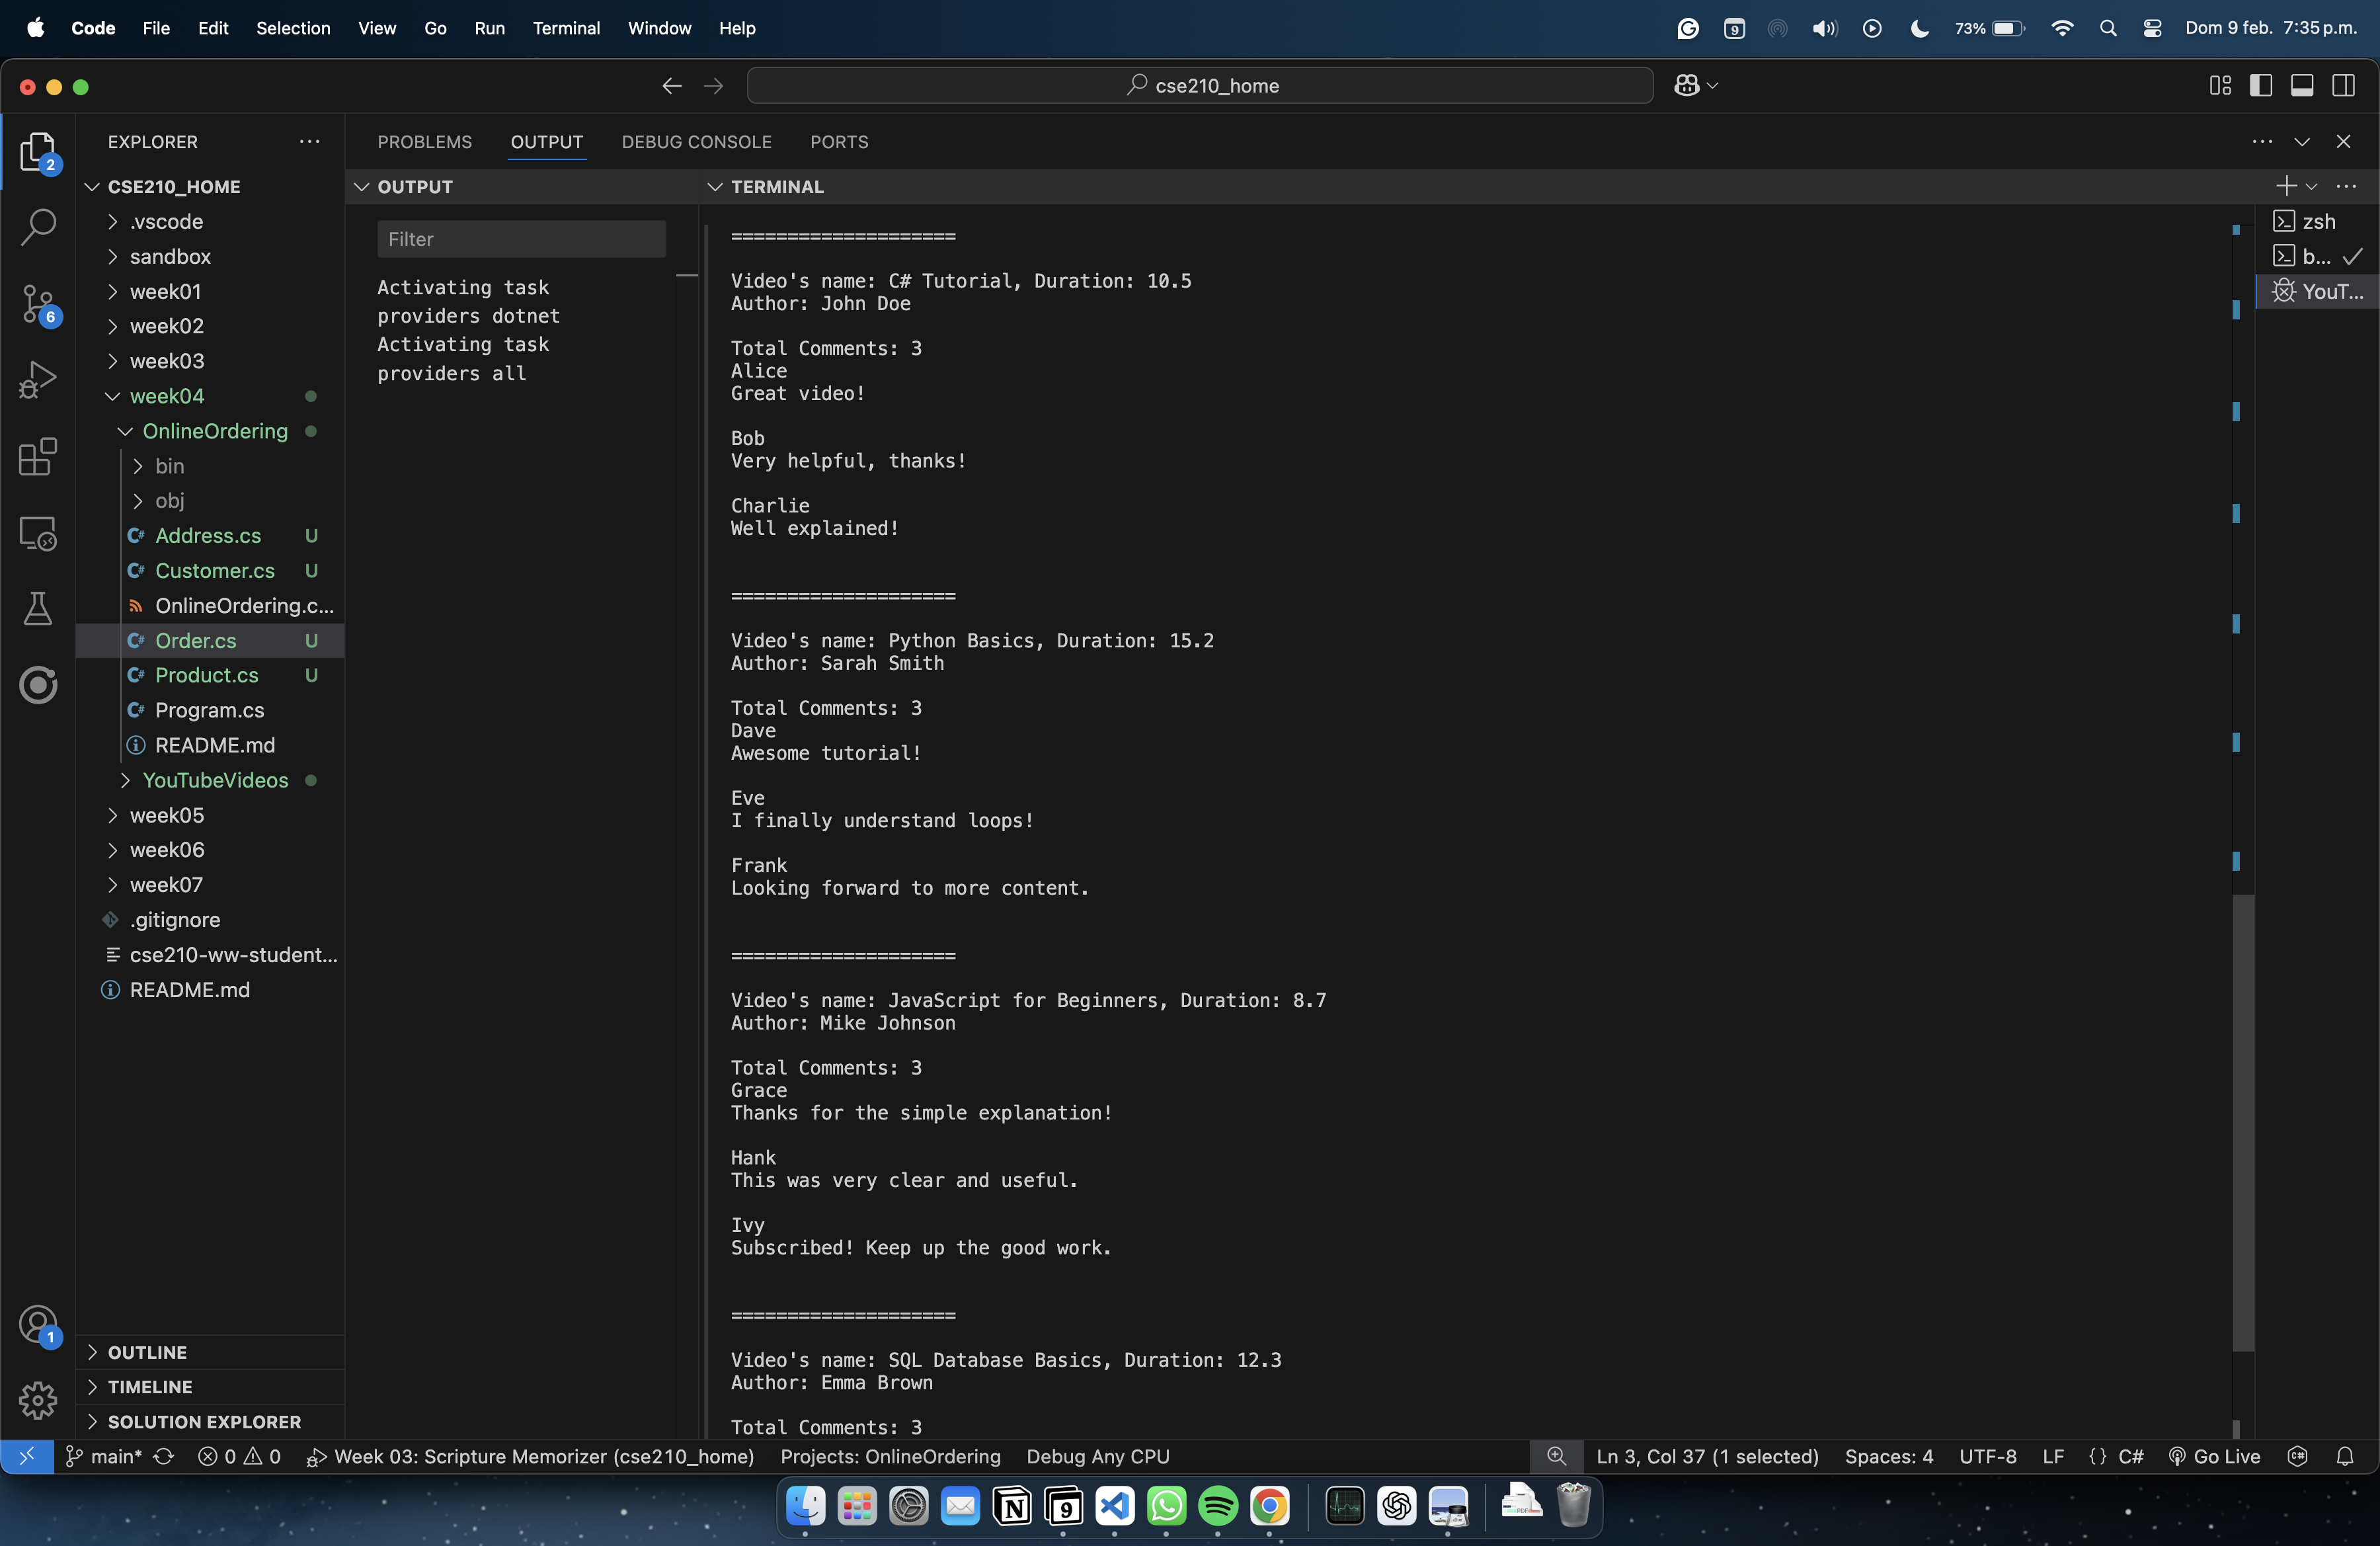 Code File Edit Selection View Go Run Terminal Window Help
9 73% Dom 9 feb. 7:35 p.m.
cse210_home
EXPLORER
2
6
1
CSE210_HOME
.vscode
sandbox
week01
week02
week03
week04
OnlineOrdering
bin
obj
Address.cs U
Customer.cs U
OnlineOrdering.c...
Order.cs U
Product.cs U
Program.cs
README.md
YouTubeVideos
week05
week06
week07
.gitignore
cse210-ww-student...
README.md
OUTLINE
TIMELINE
SOLUTION EXPLORER
PROBLEMS OUTPUT DEBUG CONSOLE PORTS
OUTPUT
Filter
Activating task
providers dotnet
Activating task
providers all
TERMINAL
====================
Video's name: C# Tutorial, Duration: 10.5
Author: John Doe
Total Comments: 3
Alice
Great video!
Bob
Very helpful, thanks!
Charlie
Well explained!
====================
Video's name: Python Basics, Duration: 15.2
Author: Sarah Smith
Total Comments: 3
Dave
Awesome tutorial!
Eve
I finally understand loops!
Frank
Looking forward to more content.
====================
Video's name: JavaScript for Beginners, Duration: 8.7
Author: Mike Johnson
Total Comments: 3
Grace
Thanks for the simple explanation!
Hank
This was very clear and useful.
Ivy
Subscribed! Keep up the good work.
====================
Video's name: SQL Database Basics, Duration: 12.3
Author: Emma Brown
Total Comments: 3
zsh
b...
YouT...
main* 0 0 Week 03: Scripture Memorizer (cse210_home) Projects: OnlineOrdering Debug Any CPU Ln 3, Col 37 (1 selected) Spaces: 4 UTF-8 LF {} C# Go Live
9